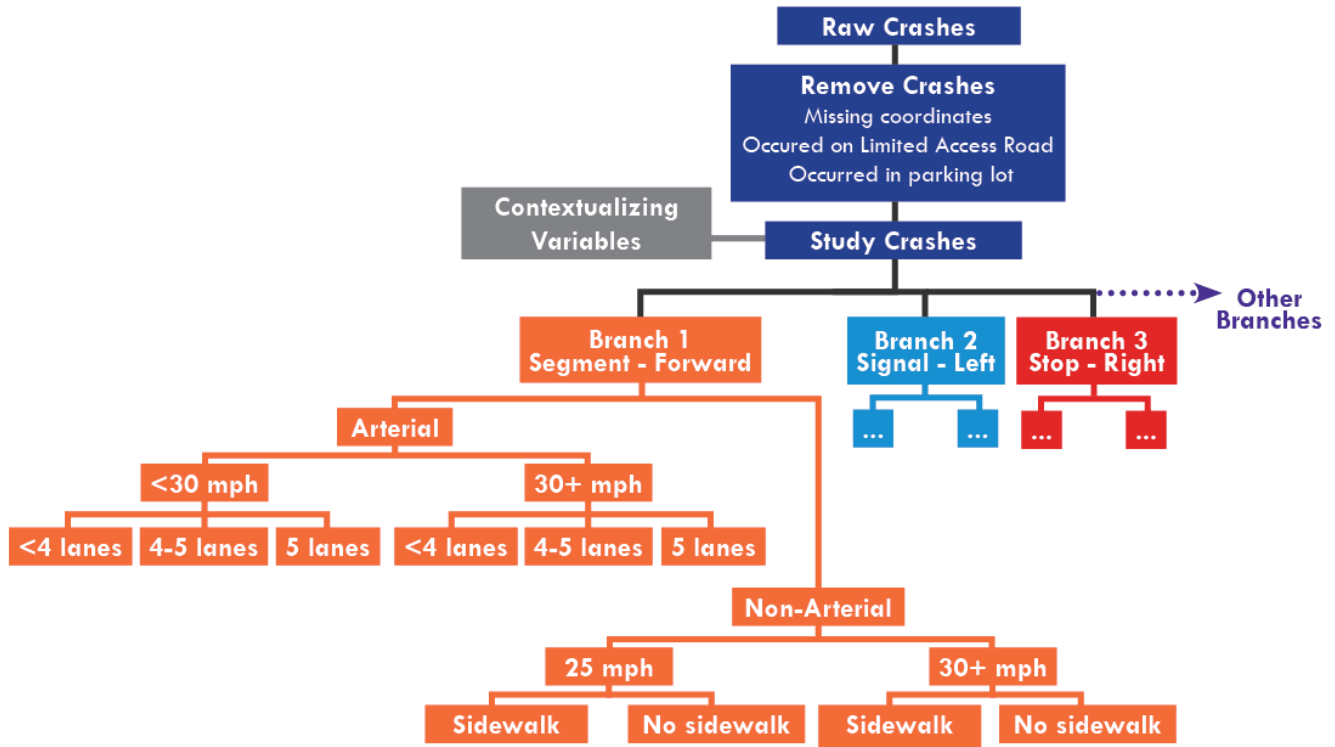 Raw Crashes
Remove Crashes
Missing coordinates
Occured on Limited Access Road
Occurred in parking lot
Contextualizing
Variables
Study Crashes
Other
Branches
Branch 1
Segment - Forward
Branch 2
Signal - Left
Branch 3
Stop - Right
...
...
...
...
Arterial
<30 mph
30+ mph
<4 lanes
4-5 lanes
5 lanes
<4 lanes
4-5 lanes
5 lanes
Non-Arterial
25 mph
30+ mph
Sidewalk
No sidewalk
Sidewalk
No sidewalk